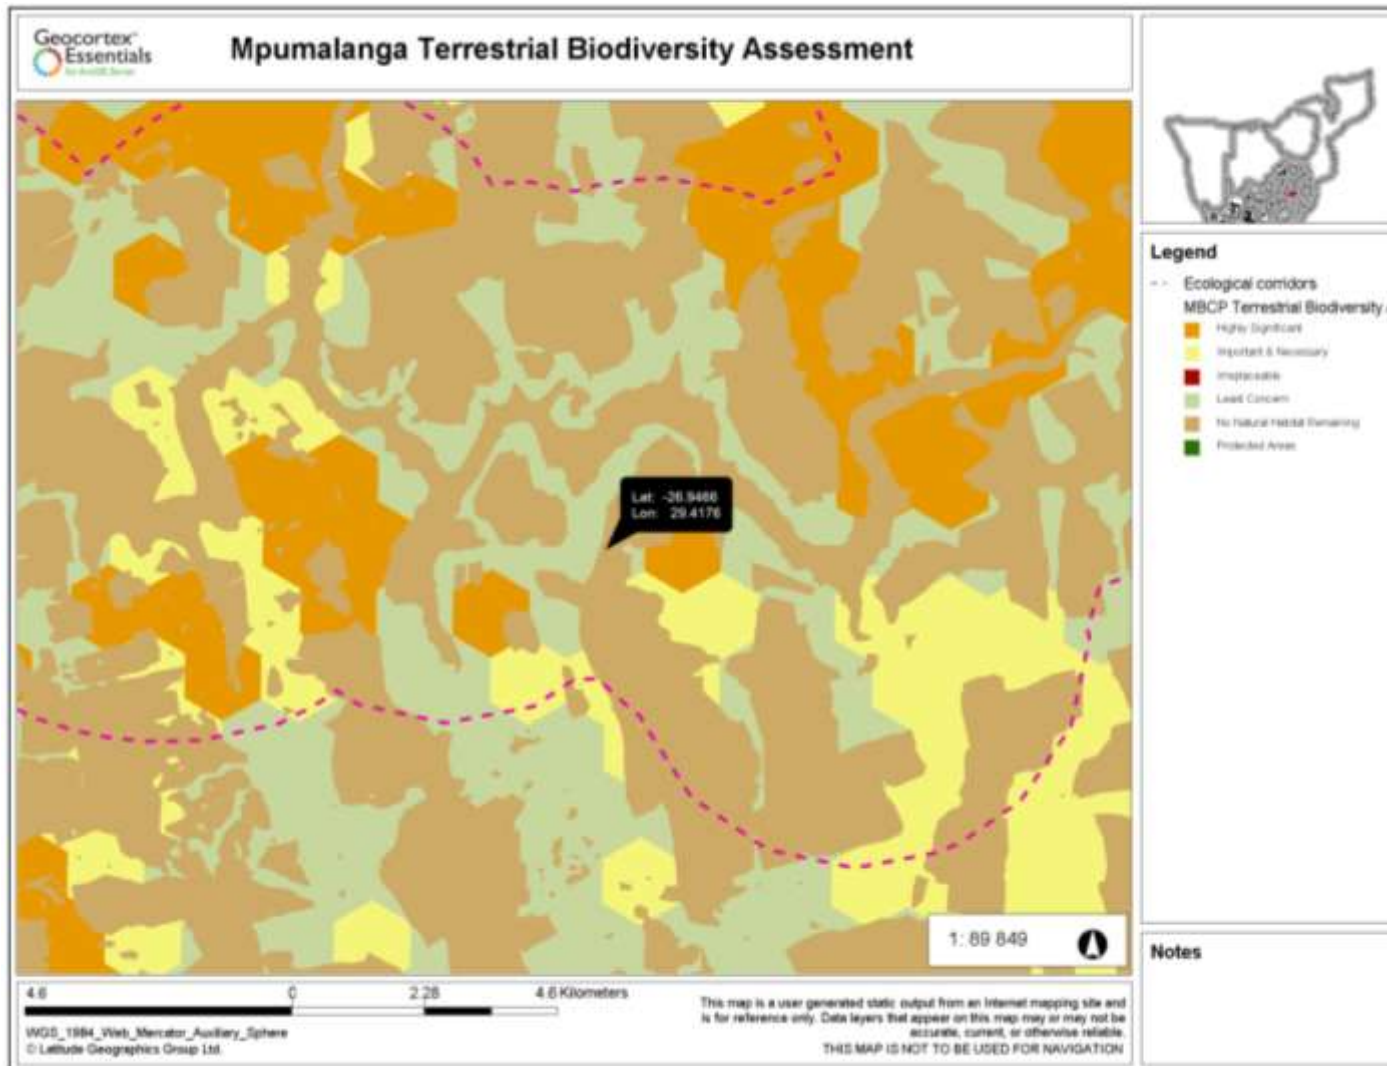 Geocortex
Essentials
for ArcGIS Server
Mpumalanga Terrestrial Biodiversity Assessment
Lat: -26.9466
Lon: 29.4176
Legend
Ecological corridors
MBCP Terrestrial Biodiversity
Highly Significant
Important & Necessary
Irreplaceable
Least Concern
No Natural Habitat Remaining
Protected Areas
1: 89 849
Notes
4.6 0 2.28 4.6 Kilometers
WGS_1984_Web_Mercator_Auxiliary_Sphere
© Latitude Geographics Group Ltd.
This map is a user generated static output from an Internet mapping site and
is for reference only. Data layers that appear on this map may or may not be
accurate, current, or otherwise reliable.
THIS MAP IS NOT TO BE USED FOR NAVIGATION